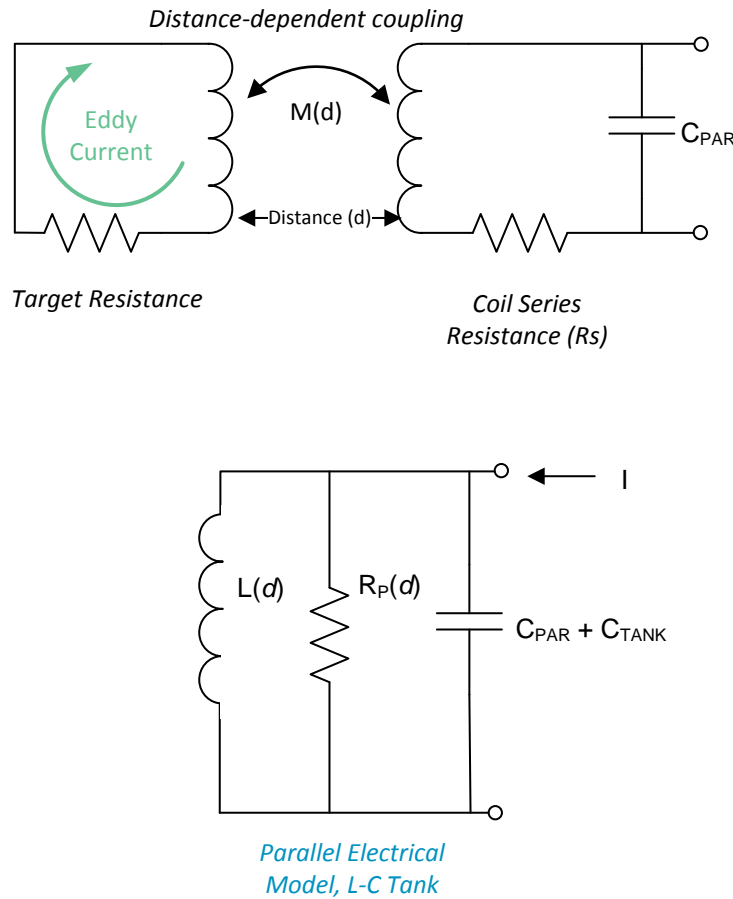 Distance-dependent coupling
Eddy
Current
M(d)
Distance (d)
CPAR
Target Resistance
Coil Series
Resistance (Rs)
I
L(d)
RP(d)
CPAR + CTANK
Parallel Electrical
Model, L-C Tank